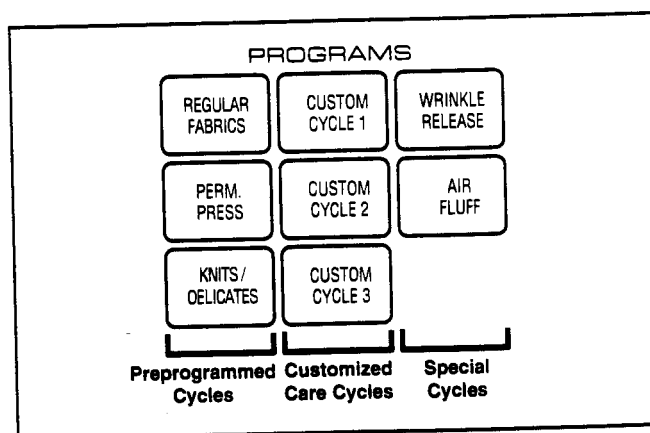 PROGRAMS
REGULAR
FABRICS
CUSTOM
CYCLE 1
WRINKLE
RELEASE
PERM.
PRESS
CUSTOM
CYCLE 2
AIR
FLUFF
KNITS /
DELICATES
CUSTOM
CYCLE 3
Preprogrammed
Cycles
Customized
Care Cycles
Special
Cycles